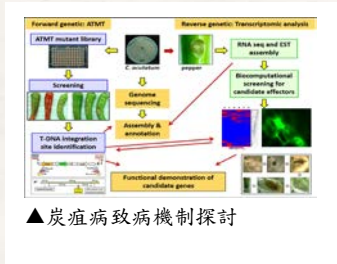 Forward genetic: ATMT
Reverse genetic: Transcriptomic analysis
ATMT mutant library
C. acutatum
pepper
RNA seq and EST
assembly
Screening
Genome
sequencing
Biocomputational
screening for
candidate effectors
Assembly &
annotation
T-DNA integration
site identification
Functional demonstration of
candidate genes
▲炭疽病致病機制探討